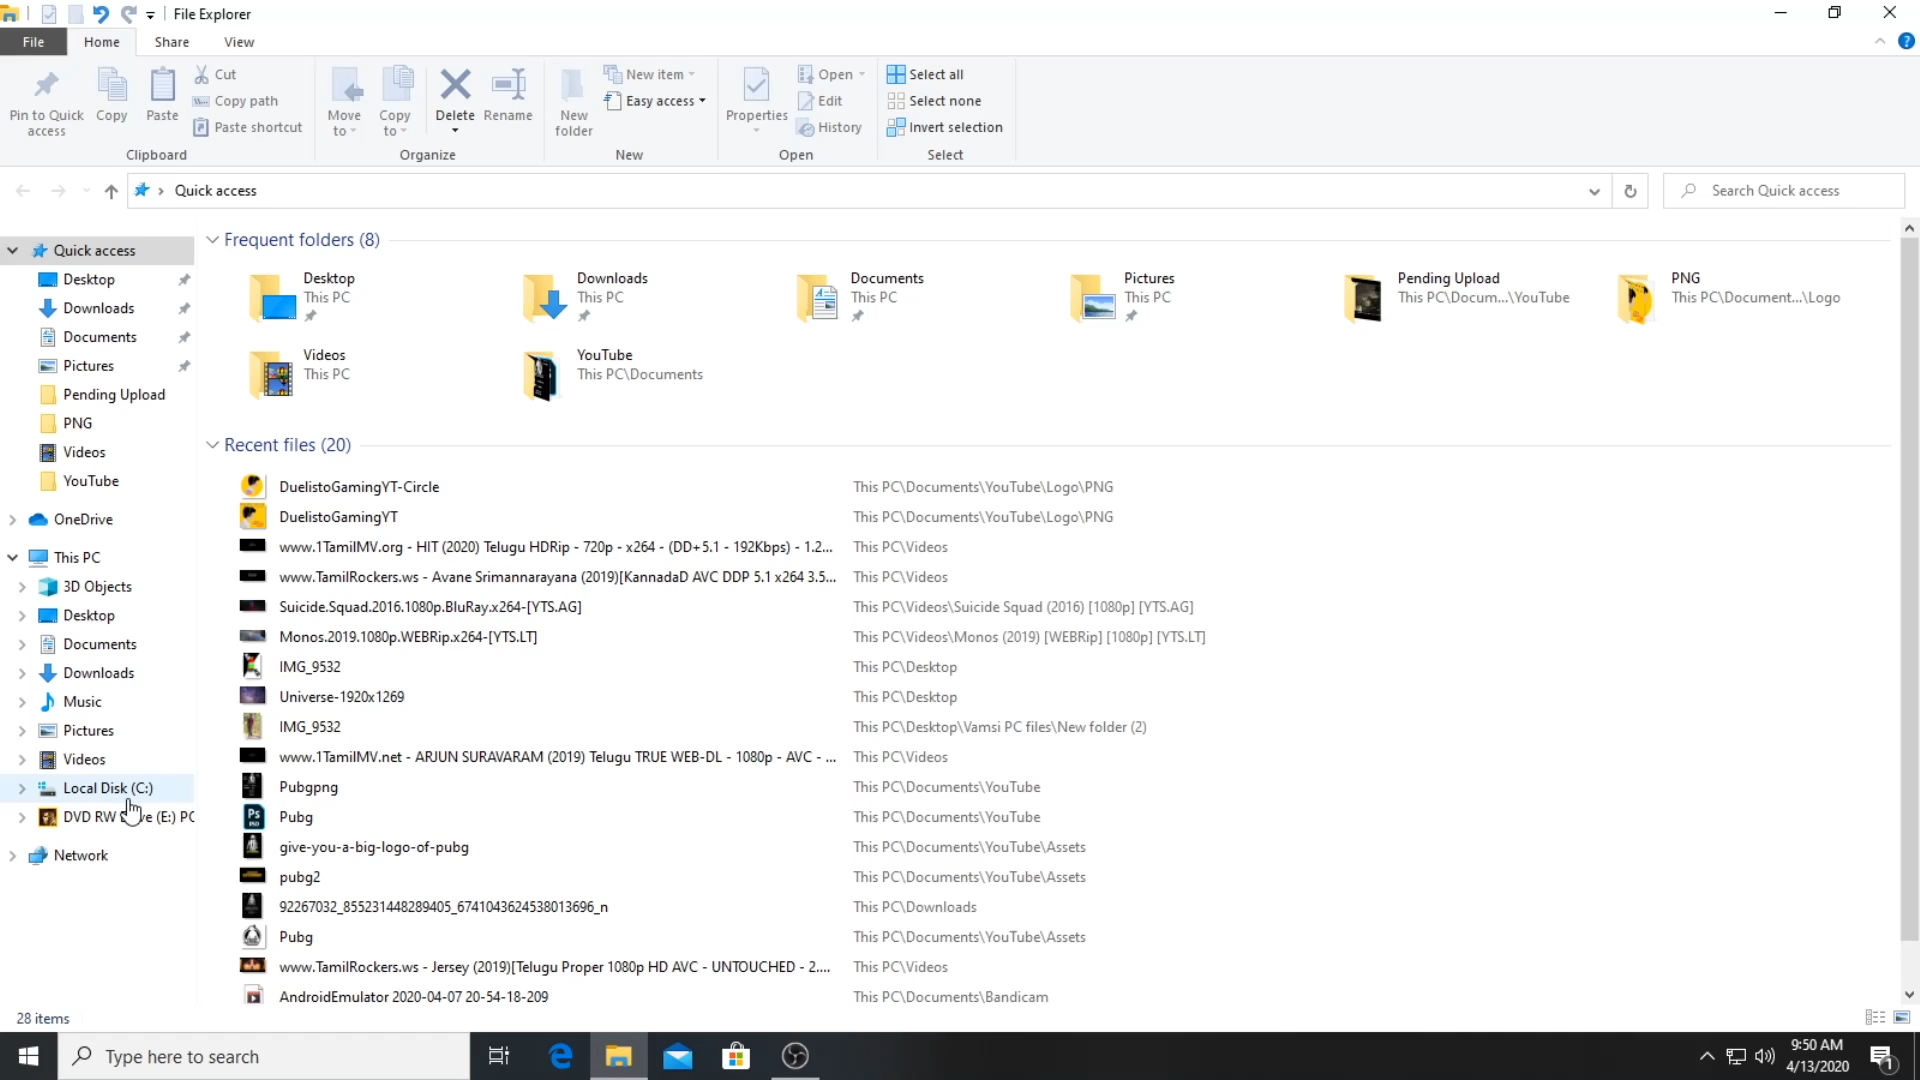 File Explorer
File Home Share View
Pin to Quick access
Copy
Paste
Cut
Copy path
Paste shortcut
Clipboard
Move to
Copy to
Delete
Rename
Organize
New folder
New item
Easy access
New
Properties
Open
Edit
History
Open
Select all
Select none
Invert selection
Select
Quick access
Search Quick access
Quick access
Desktop
Downloads
Documents
Pictures
Pending Upload
PNG
Videos
YouTube
OneDrive
This PC
3D Objects
Desktop
Documents
Downloads
Music
Pictures
Videos
Local Disk (C:)
DVD RW (E:) PC
Network
Frequent folders (8)
Desktop
This PC
Downloads
This PC
Documents
This PC
Pictures
This PC
Pending Upload
This PC\Docum...\YouTube
PNG
This PC\Document...\Logo
Videos
This PC
YouTube
This PC\Documents
Recent files (20)
DuelistoGamingYT-Circle This PC\Documents\YouTube\Logo\PNG
DuelistoGamingYT This PC\Documents\YouTube\Logo\PNG
www.1TamilMV.org - HIT (2020) Telugu HDRip - 720p - x264 - (DD+5.1 - 192Kbps) - 1.2... This PC\Videos
www.TamilRockers.ws - Avane Srimannarayana (2019)[KannadaD AVC DDP 5.1 x264 3.5... This PC\Videos
Suicide.Squad.2016.1080p.BluRay.x264-[YTS.AG] This PC\Videos\Suicide Squad (2016) [1080p] [YTS.AG]
Monos.2019.1080p.WEBRip.x264-[YTS.LT] This PC\Videos\Monos (2019) [WEBRip] [1080p] [YTS.LT]
IMG_9532 This PC\Desktop
Universe-1920x1269 This PC\Desktop
IMG_9532 This PC\Desktop\Vamsi PC files\New folder (2)
www.1TamilMV.net - ARJUN SURAVARAM (2019) Telugu TRUE WEB-DL - 1080p - AVC - ... This PC\Videos
Pubgpng This PC\Documents\YouTube
Pubg This PC\Documents\YouTube
give-you-a-big-logo-of-pubg This PC\Documents\YouTube\Assets
pubg2 This PC\Documents\YouTube\Assets
92267032_855231448289405_6741043624538013696_n This PC\Downloads
Pubg This PC\Documents\YouTube\Assets
www.TamilRockers.ws - Jersey (2019)[Telugu Proper 1080p HD AVC - UNTOUCHED - 2.... This PC\Videos
AndroidEmulator 2020-04-07 20-54-18-209 This PC\Documents\Bandicam
28 items
Type here to search
9:50 AM
4/13/2020
1